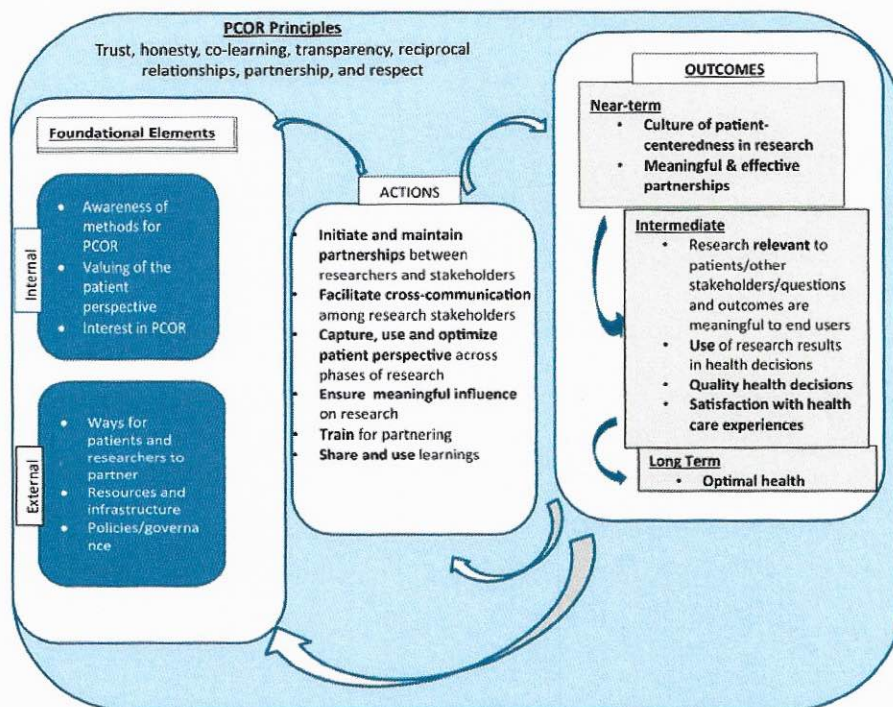 PCOR Principles
Trust, honesty, co-learning, transparency, reciprocal
relationships, partnership, and respect
Foundational Elements
Internal
• Awareness of
methods for
PCOR
• Valuing of the
patient
perspective
• Interest in PCOR
External
• Ways for
patients and
researchers to
partner
• Resources and
infrastructure
• Policies/governa
nce
ACTIONS
• Initiate and maintain
partnerships between
researchers and stakeholders
• Facilitate cross-communication
among research stakeholders
• Capture, use and optimize
patient perspective across
phases of research
• Ensure meaningful influence
on research
• Train for partnering
• Share and use learnings
OUTCOMES
Near-term
• Culture of patient-
centeredness in research
• Meaningful & effective
partnerships
Intermediate
• Research relevant to
patients/other
stakeholders/questions
and outcomes are
meaningful to end users
• Use of research results
in health decisions
• Quality health decisions
• Satisfaction with health
care experiences
Long Term
• Optimal health